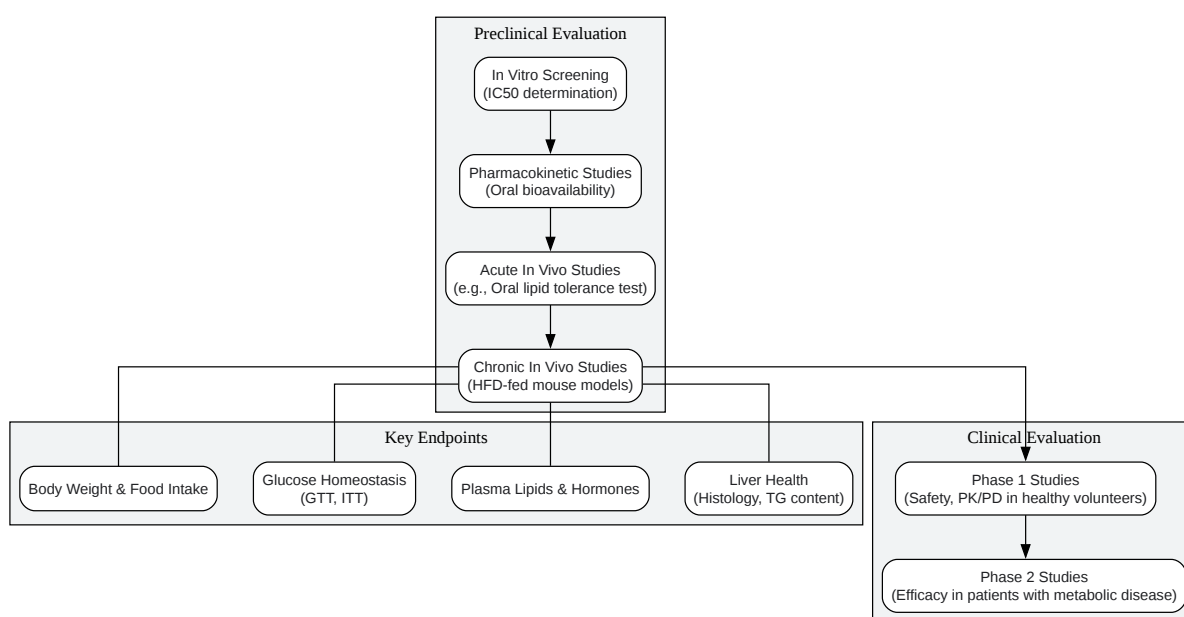 Preclinical Evaluation
In Vitro Screening
(IC50 determination)
Pharmacokinetic Studies
(Oral bioavailability)
Acute In Vivo Studies
(e.g., Oral lipid tolerance test)
Chronic In Vivo Studies
(HFD-fed mouse models)
Key Endpoints
Body Weight & Food Intake
Glucose Homeostasis
(GTT, ITT)
Plasma Lipids & Hormones
Liver Health
(Histology, TG content)
Clinical Evaluation
Phase 1 Studies
(Safety, PK/PD in healthy volunteers)
Phase 2 Studies
(Efficacy in patients with metabolic disease)